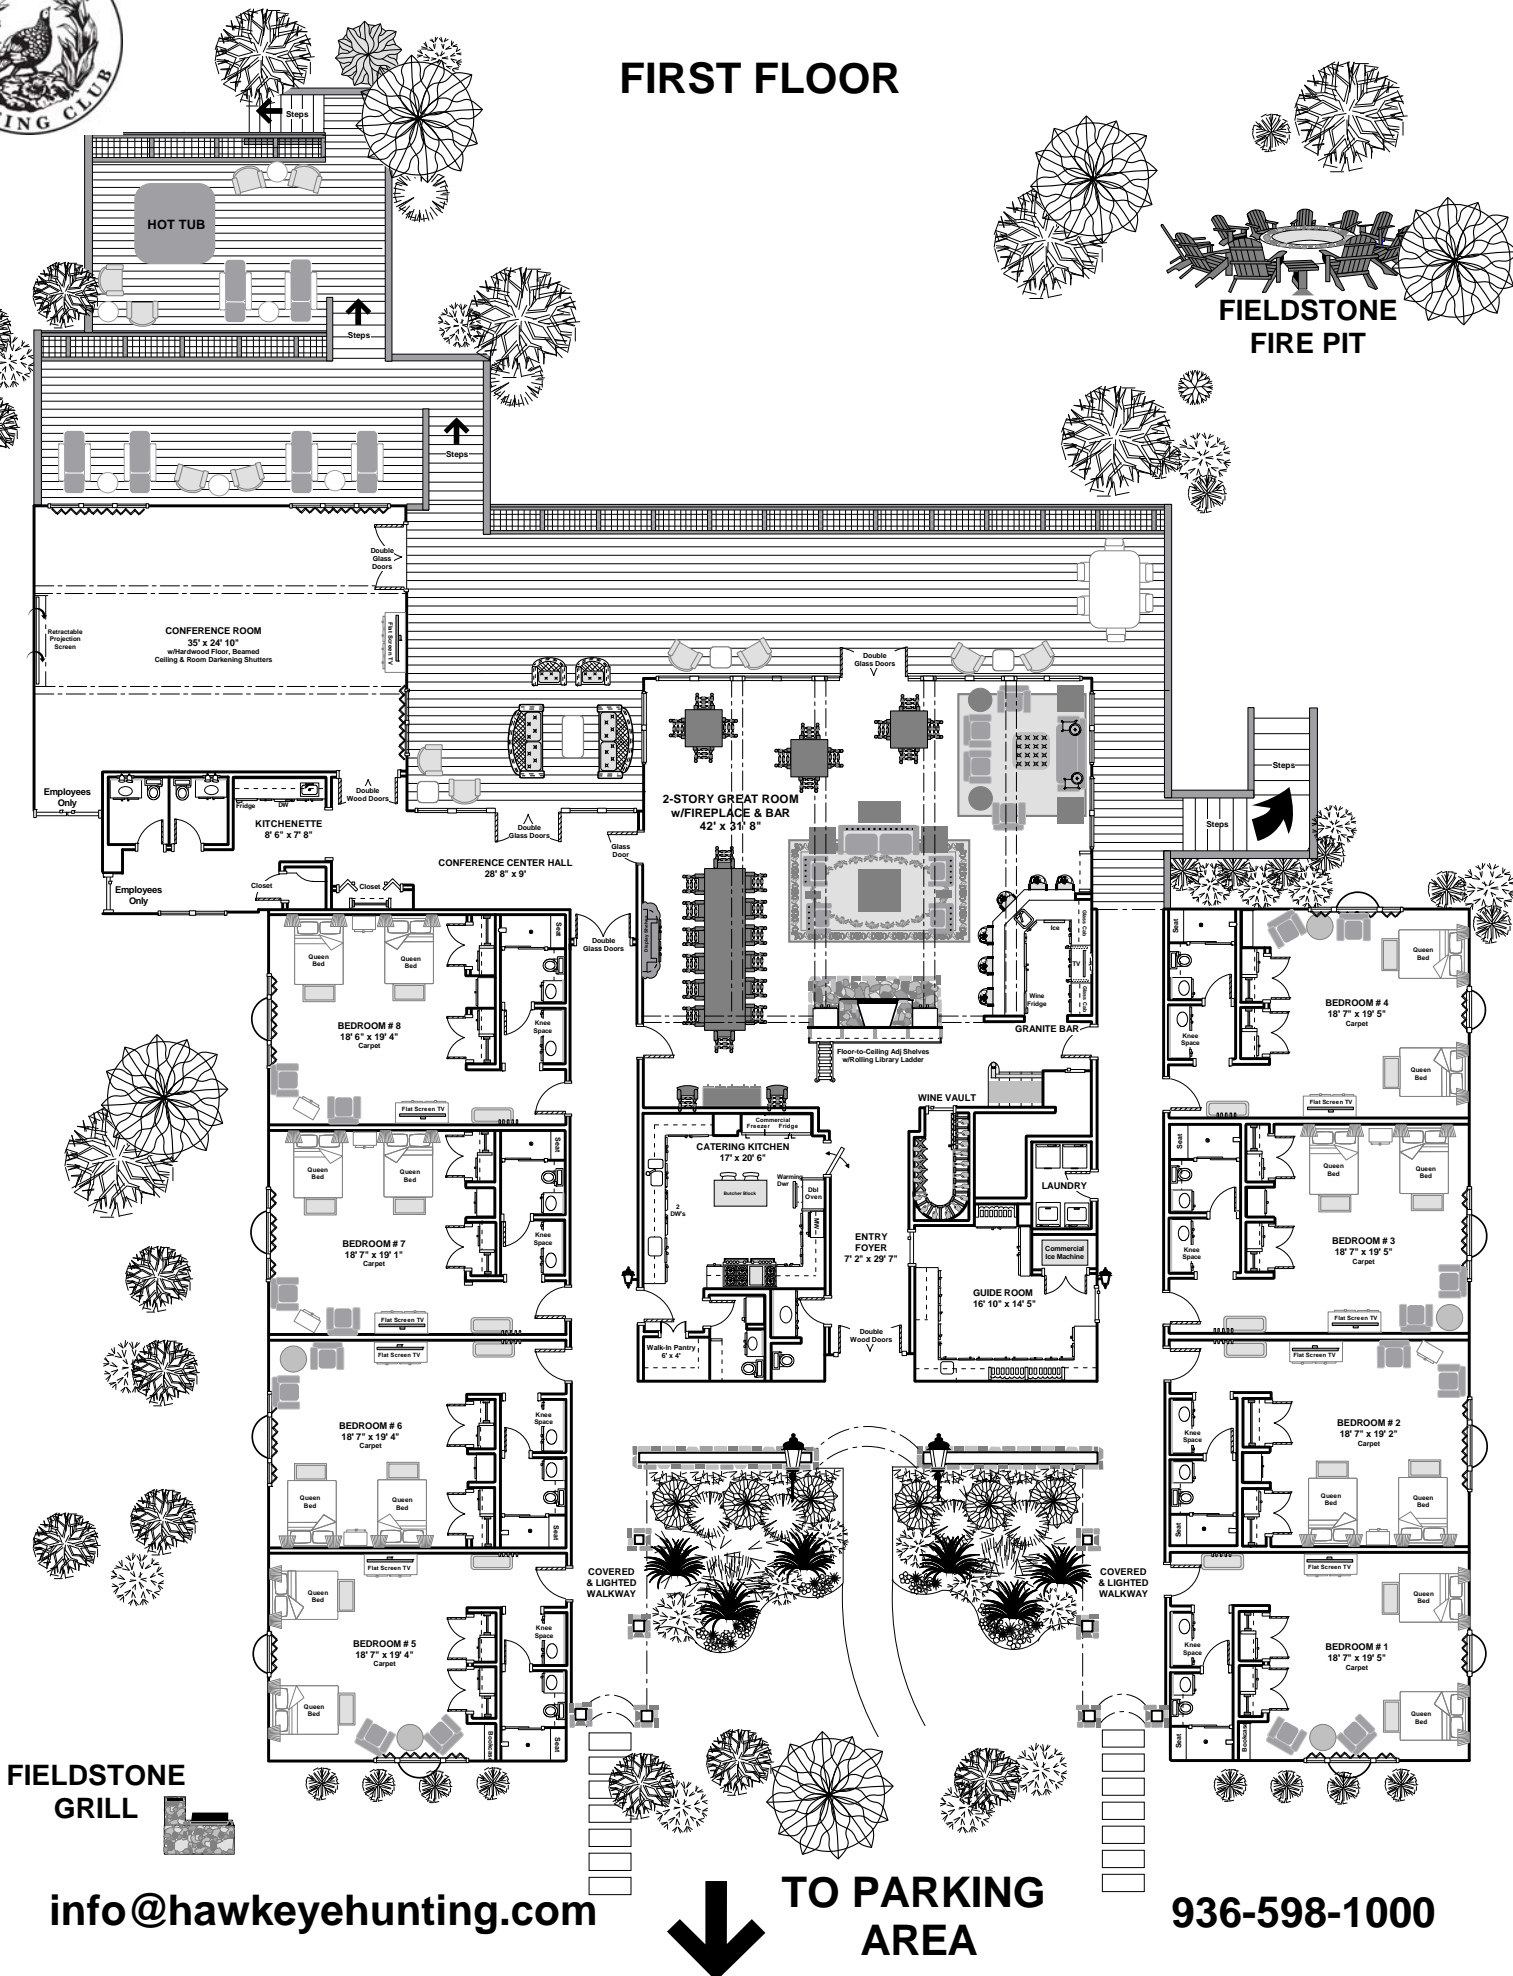 FIRST FLOOR
TING CLUB
Steps
HOT TUB
Steps
Steps
FIELDSTONE
FIRE PIT
Double
Glass
Doors
Retractable
Projection
Screen
CONFERENCE ROOM
35' x 24' 10"
w/Hardwood Floor, Beamed
Ceiling & Room Darkening Shutters
Flat Screen TV
Double
Glass Doors
Employees
Only
Fridge
DW
KITCHENETTE
8' 6" x 7' 8"
Double
Wood Doors
Double
Glass Doors
Glass
Door
CONFERENCE CENTER HALL
28' 8" x 9'
Employees
Only
Closet
Closet
Double
Glass Doors
2-STORY GREAT ROOM
w/FIREPLACE & BAR
42' x 31' 8"
Steps
Steps
Ice
Glass Cab
TV
Glass Cab
Wine
Fridge
GRANITE BAR
Floor-to-Ceiling Adj Shelves
w/Rolling Library Ladder
Queen
Bed
Queen
Bed
Seat
BEDROOM # 8
18' 6" x 19' 4"
Carpet
Knee
Space
Flat Screen TV
Queen
Bed
Queen
Bed
Seat
BEDROOM # 7
18' 7" x 19' 1"
Carpet
Knee
Space
Flat Screen TV
Flat Screen TV
BEDROOM # 6
18' 7" x 19' 4"
Carpet
Knee
Space
Queen
Bed
Queen
Bed
Seat
Flat Screen TV
Queen
Bed
BEDROOM # 5
18' 7" x 19' 4"
Carpet
Knee
Space
Queen
Bed
Bookcase
Seat
WINE VAULT
Commercial
Freezer Fridge
CATERING KITCHEN
17' x 20' 6"
Warming
Dwr
Dbl
Oven
Butcher Block
2
DW's
MW
LAUNDRY
ENTRY
FOYER
7' 2" x 29' 7"
Commercial
Ice Machine
GUIDE ROOM
16' 10" x 14' 5"
Walk-In Pantry
6' x 4'
Double
Wood Doors
Seat
Queen
Bed
BEDROOM # 4
18' 7" x 19' 5"
Carpet
Knee
Space
Queen
Bed
Flat Screen TV
Seat
Queen
Bed
Queen
Bed
BEDROOM # 3
18' 7" x 19' 5"
Carpet
Knee
Space
Flat Screen TV
Flat Screen TV
BEDROOM # 2
18' 7" x 19' 2"
Carpet
Knee
Space
Queen
Bed
Queen
Bed
Seat
Flat Screen TV
Queen
Bed
BEDROOM # 1
18' 7" x 19' 5"
Carpet
Knee
Space
Queen
Bed
Seat
COVERED
& LIGHTED
WALKWAY
COVERED
& LIGHTED
WALKWAY
FIELDSTONE
GRILL
info@hawkeyehunting.com
TO PARKING
AREA
936-598-1000